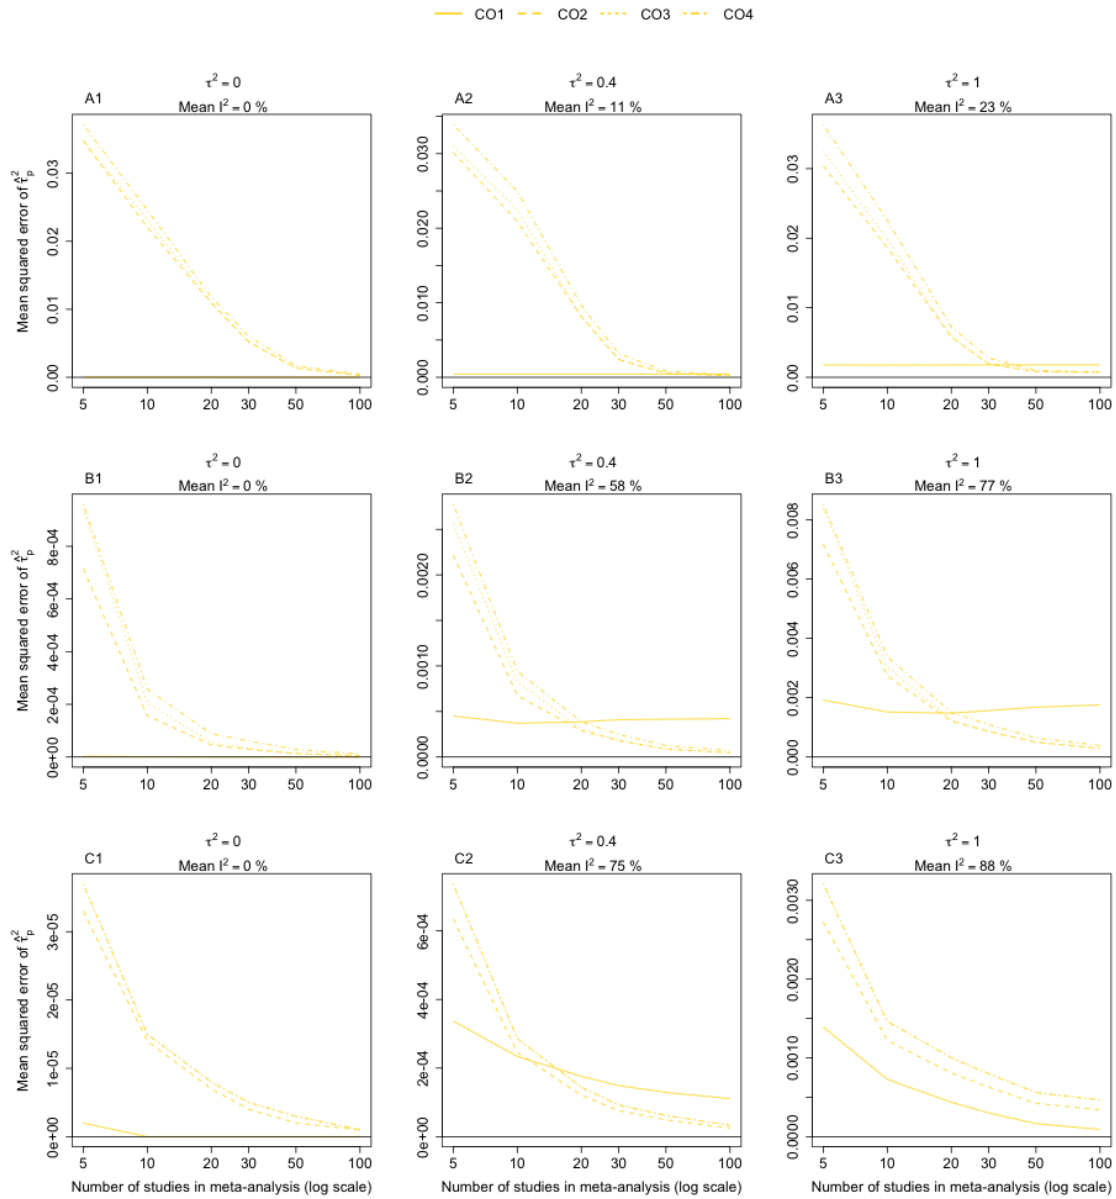 CO1 CO2 CO3 CO4
τ² = 0
A1 Mean I² = 0 %
τ² = 0.4
A2 Mean I² = 11 %
τ² = 1
A3 Mean I² = 23 %
Mean squared error of τ̂²ₚ
0.00 0.01 0.02 0.03
5 10 20 30 50 100
0.000 0.010 0.020 0.030
5 10 20 30 50 100
0.00 0.01 0.02 0.03
5 10 20 30 50 100
τ² = 0
B1 Mean I² = 0 %
τ² = 0.4
B2 Mean I² = 58 %
τ² = 1
B3 Mean I² = 77 %
Mean squared error of τ̂²ₚ
0e+00 2e-04 4e-04 6e-04 8e-04
5 10 20 30 50 100
0.0000 0.0010 0.0020
5 10 20 30 50 100
0.000 0.002 0.004 0.006 0.008
5 10 20 30 50 100
τ² = 0
C1 Mean I² = 0 %
τ² = 0.4
C2 Mean I² = 75 %
τ² = 1
C3 Mean I² = 88 %
Mean squared error of τ̂²ₚ
0e+00 1e-05 2e-05 3e-05
5 10 20 30 50 100
Number of studies in meta-analysis (log scale)
0e+00 2e-04 4e-04 6e-04
5 10 20 30 50 100
Number of studies in meta-analysis (log scale)
0.0000 0.0010 0.0020 0.0030
5 10 20 30 50 100
Number of studies in meta-analysis (log scale)